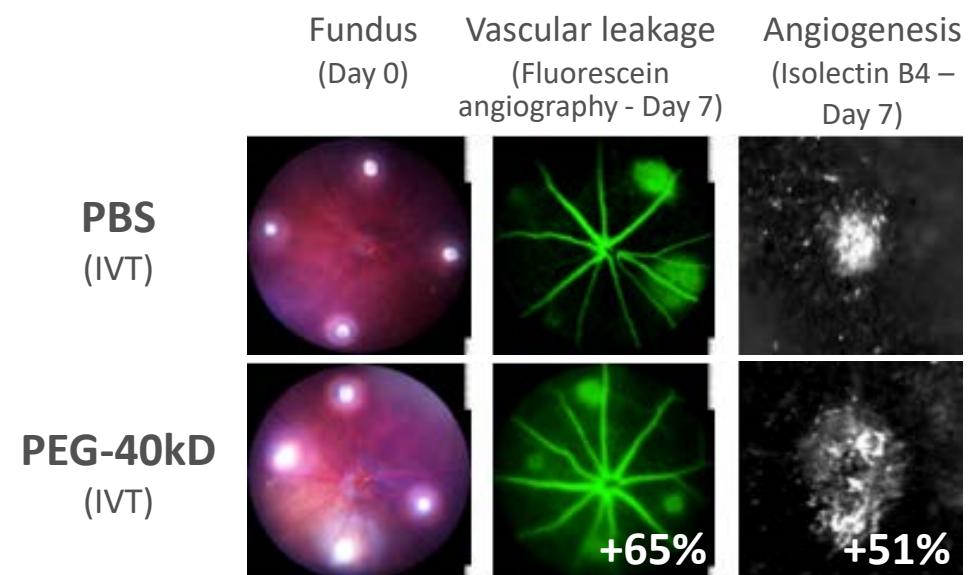 Fundus
(Day 0)
Vascular leakage
(Fluorescein
angiography - Day 7)
Angiogenesis
(Isolectin B4 –
Day 7)
PBS
(IVT)
PEG-40kD
(IVT)
+65%
+51%